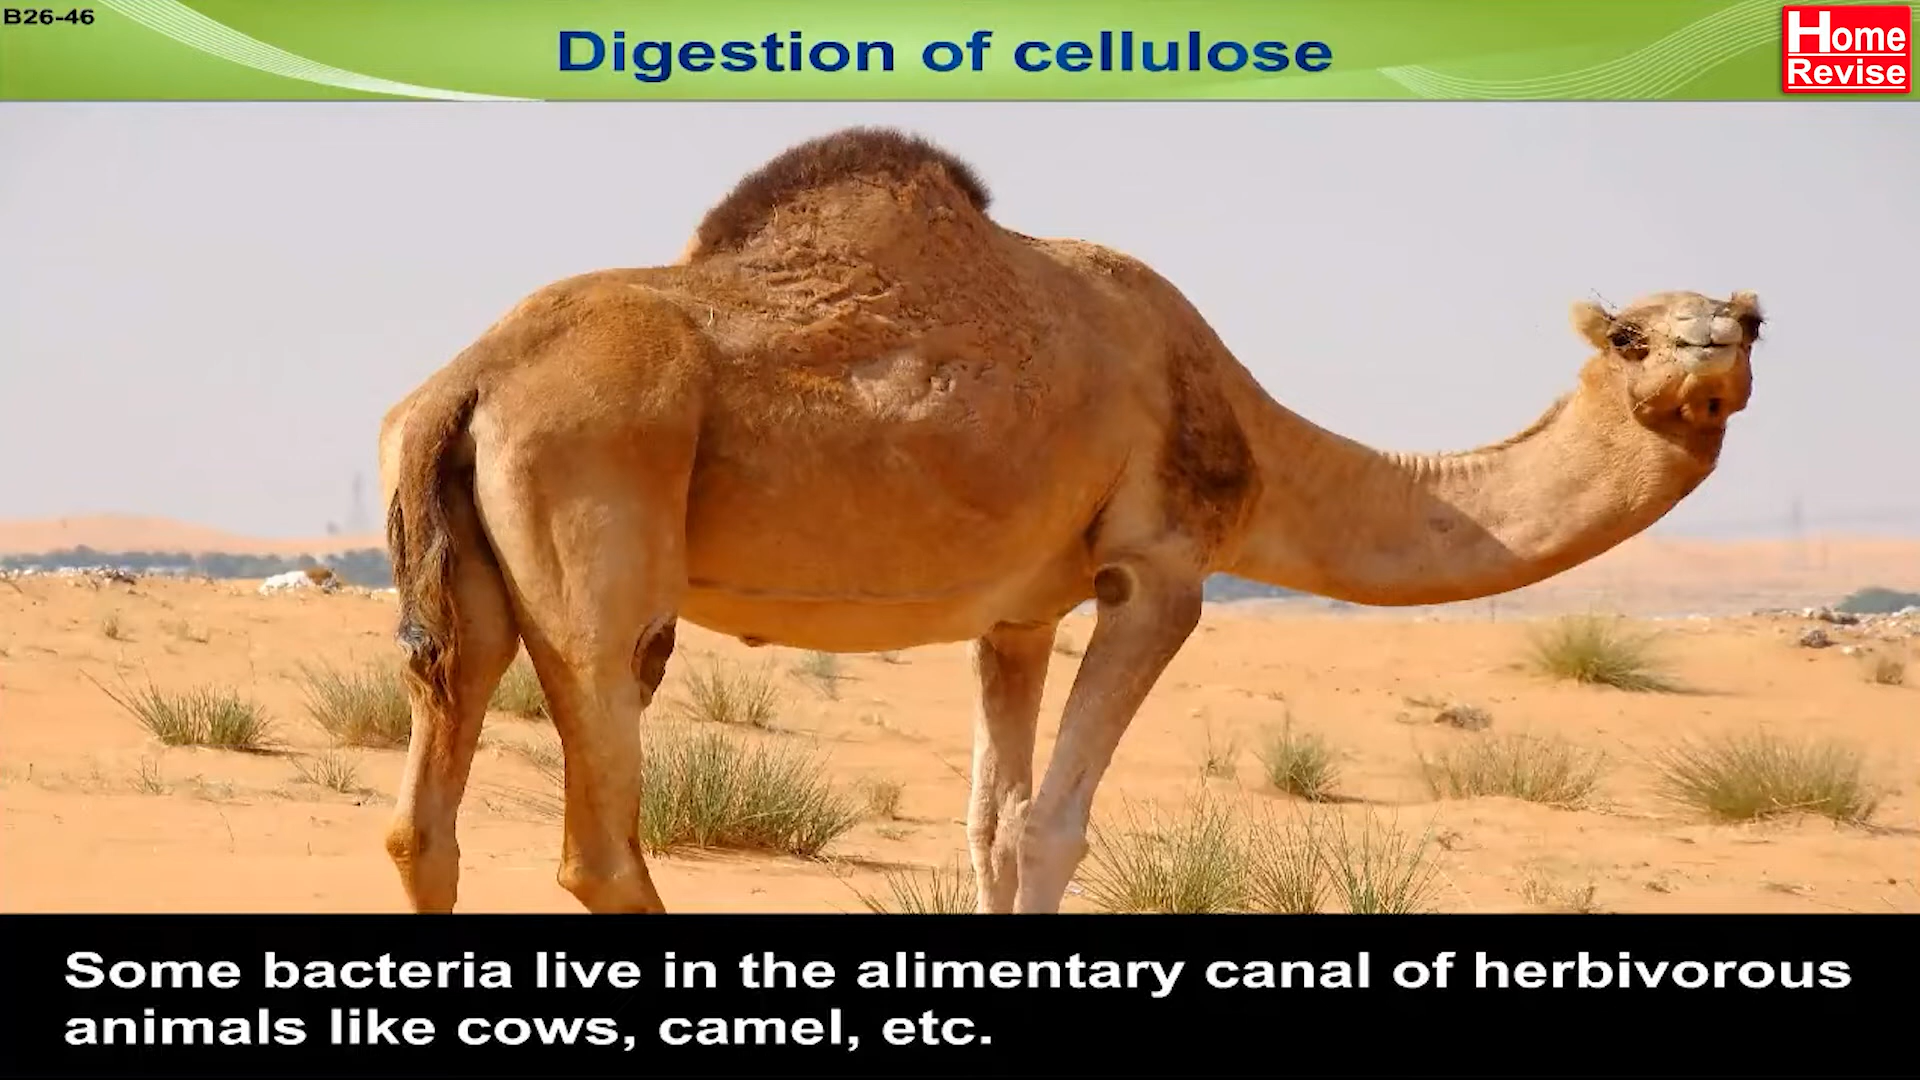 B26-46
Digestion of cellulose
Home
Revise
Some bacteria live in the alimentary canal of herbivorous
animals like cows, camel, etc.